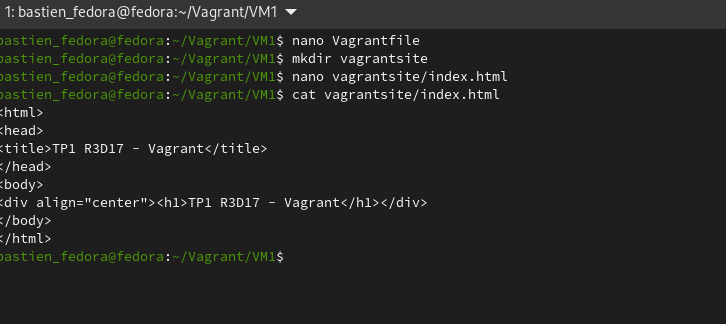 1: bastien_fedora@fedora:~/Vagrant/VM1
bastien_fedora@fedora:~/Vagrant/VM1$ nano Vagrantfile
bastien_fedora@fedora:~/Vagrant/VM1$ mkdir vagrantsite
bastien_fedora@fedora:~/Vagrant/VM1$ nano vagrantsite/index.html
bastien_fedora@fedora:~/Vagrant/VM1$ cat vagrantsite/index.html
<html>
<head>
<title>TP1 R3D17 - Vagrant</title>
</head>
<body>
<div align="center"><h1>TP1 R3D17 - Vagrant</h1></div>
</body>
</html>
bastien_fedora@fedora:~/Vagrant/VM1$